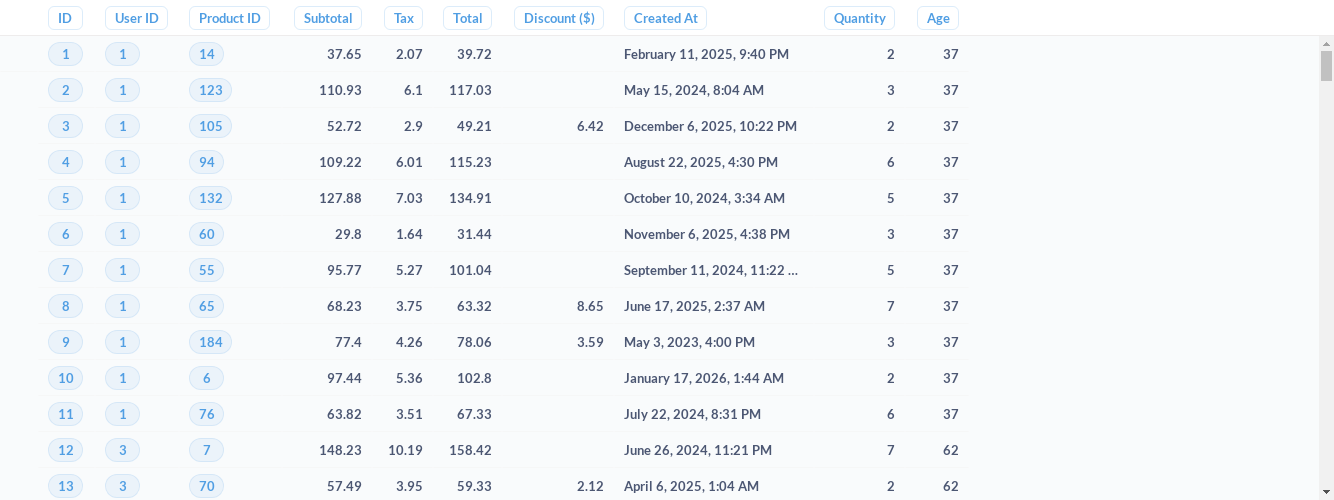 ID User ID Product ID Subtotal Tax Total Discount ($) Created At Quantity Age
1 1 14 37.65 2.07 39.72 February 11, 2025, 9:40 PM 2 37
2 1 123 110.93 6.1 117.03 May 15, 2024, 8:04 AM 3 37
3 1 105 52.72 2.9 49.21 6.42 December 6, 2025, 10:22 PM 2 37
4 1 94 109.22 6.01 115.23 August 22, 2025, 4:30 PM 6 37
5 1 132 127.88 7.03 134.91 October 10, 2024, 3:34 AM 5 37
6 1 60 29.8 1.64 31.44 November 6, 2025, 4:38 PM 3 37
7 1 55 95.77 5.27 101.04 September 11, 2024, 11:22 ... 5 37
8 1 65 68.23 3.75 63.32 8.65 June 17, 2025, 2:37 AM 7 37
9 1 184 77.4 4.26 78.06 3.59 May 3, 2023, 4:00 PM 3 37
10 1 6 97.44 5.36 102.8 January 17, 2026, 1:44 AM 2 37
11 1 76 63.82 3.51 67.33 July 22, 2024, 8:31 PM 6 37
12 3 7 148.23 10.19 158.42 June 26, 2024, 11:21 PM 7 62
13 3 70 57.49 3.95 59.33 2.12 April 6, 2025, 1:04 AM 2 62